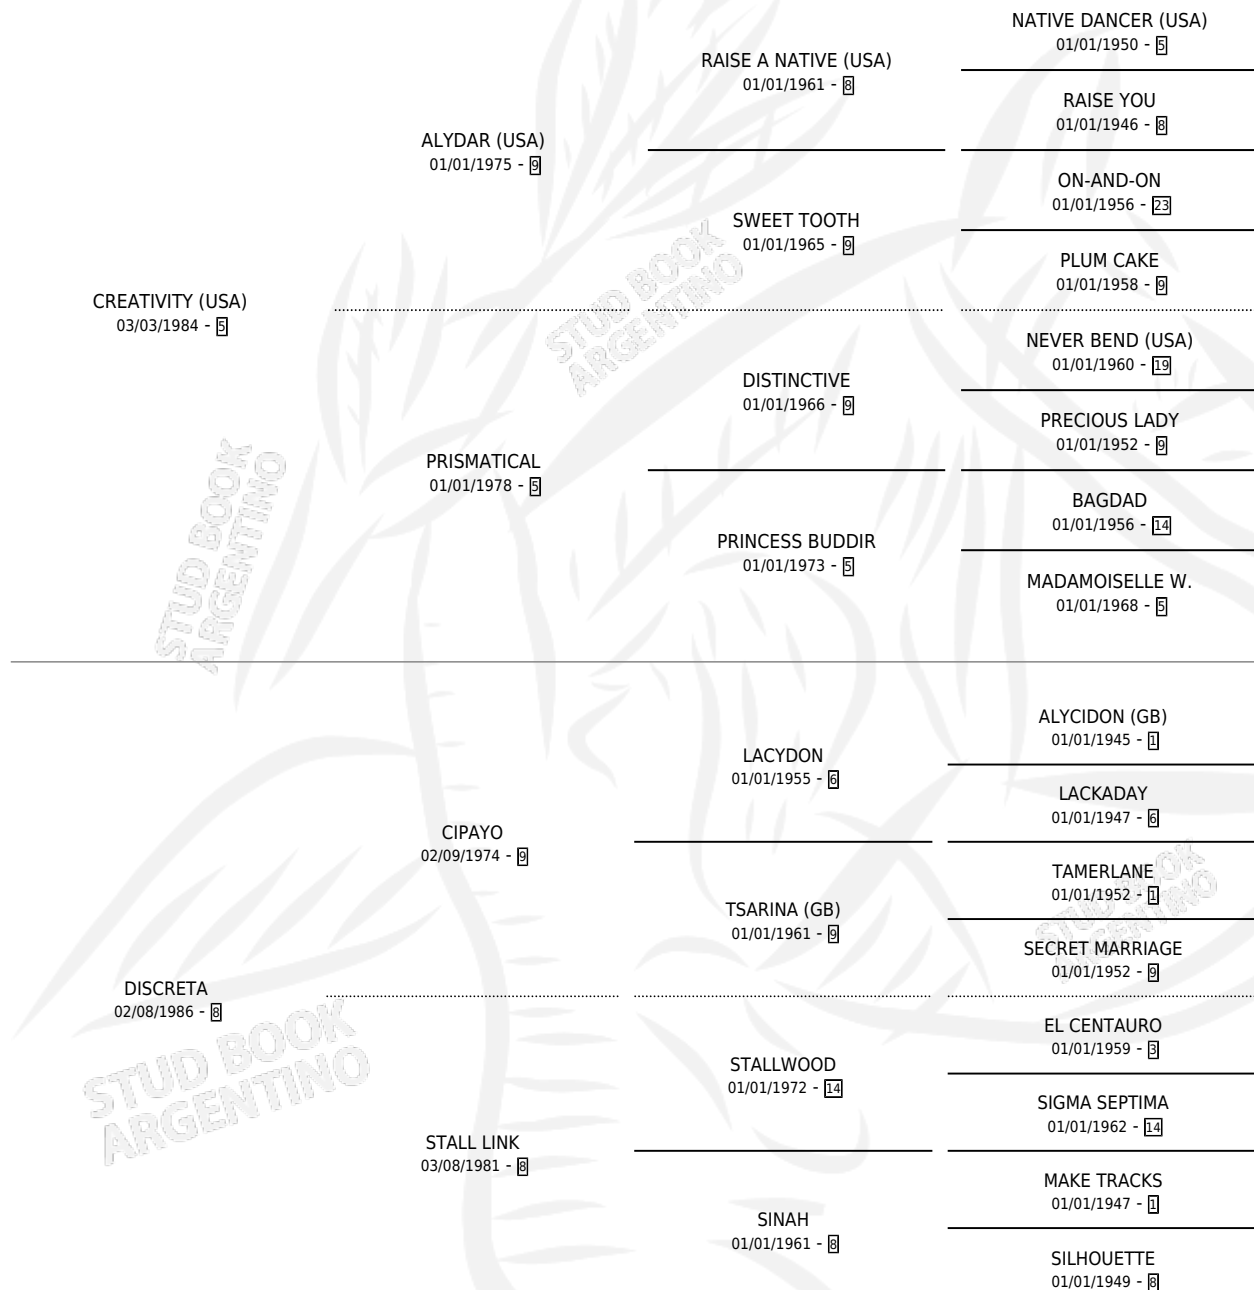 NATIVE DANCER (USA)
01/01/1950 - 5
RAISE A NATIVE (USA)
01/01/1961 - 8
RAISE YOU
01/01/1946 - 8
ALYDAR (USA)
01/01/1975 - 9
ON-AND-ON
01/01/1956 - 23
SWEET TOOTH
01/01/1965 - 9
PLUM CAKE
01/01/1958 - 9
CREATIVITY (USA)
03/03/1984 - 5
NEVER BEND (USA)
01/01/1960 - 19
DISTINCTIVE
01/01/1966 - 9
PRECIOUS LADY
01/01/1952 - 9
PRISMATICAL
01/01/1978 - 5
BAGDAD
01/01/1956 - 14
PRINCESS BUDDIR
01/01/1973 - 5
MADAMOISELLE W.
01/01/1968 - 5
ALYCIDON (GB)
01/01/1945 - 1
LACYDON
01/01/1955 - 6
LACKADAY
01/01/1947 - 6
CIPAYO
02/09/1974 - 9
TAMERLANE
01/01/1952 - 1
TSARINA (GB)
01/01/1961 - 9
SECRET MARRIAGE
01/01/1952 - 9
DISCRETA
02/08/1986 - 8
EL CENTAURO
01/01/1959 - 3
STALLWOOD
01/01/1972 - 14
SIGMA SEPTIMA
01/01/1962 - 14
STALL LINK
03/08/1981 - 8
MAKE TRACKS
01/01/1947 - 1
SINAH
01/01/1961 - 8
SILHOUETTE
01/01/1949 - 8
STUD BOOK
ARGENTINO
STUD BOOK
ARGENTINO
STUD BOOK
ARGENTINO
STUD BOOK
ARGENTINO